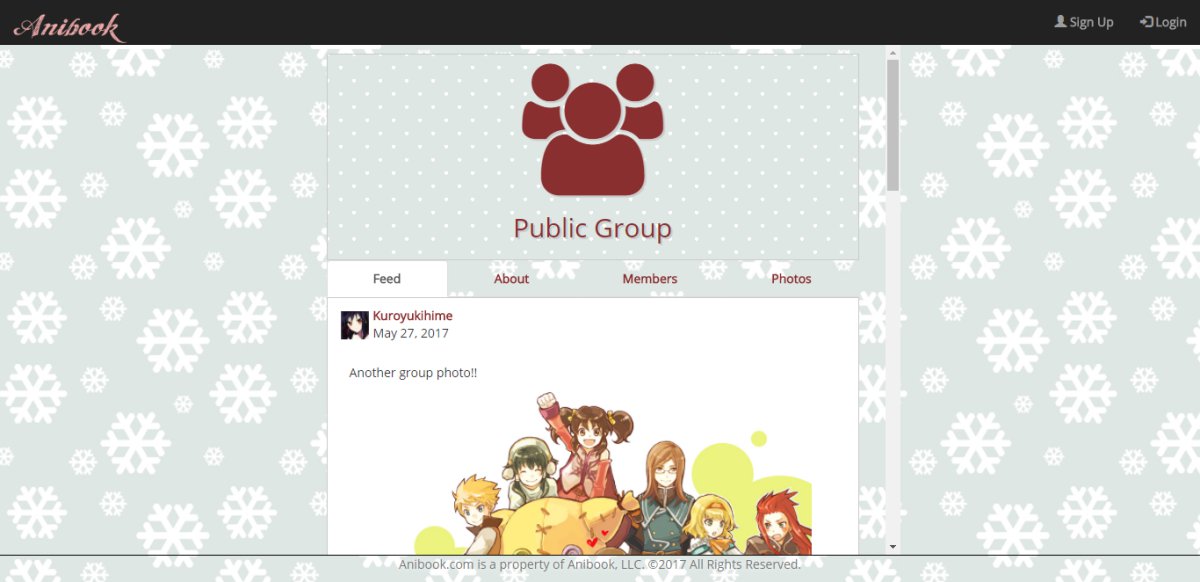 Anibook
Sign Up
Login
Public Group
Feed
About
Members
Photos
Kuroyukihime
May 27, 2017
Another group photo!!
Anibook.com is a property of Anibook, LLC. ©2017 All Rights Reserved.